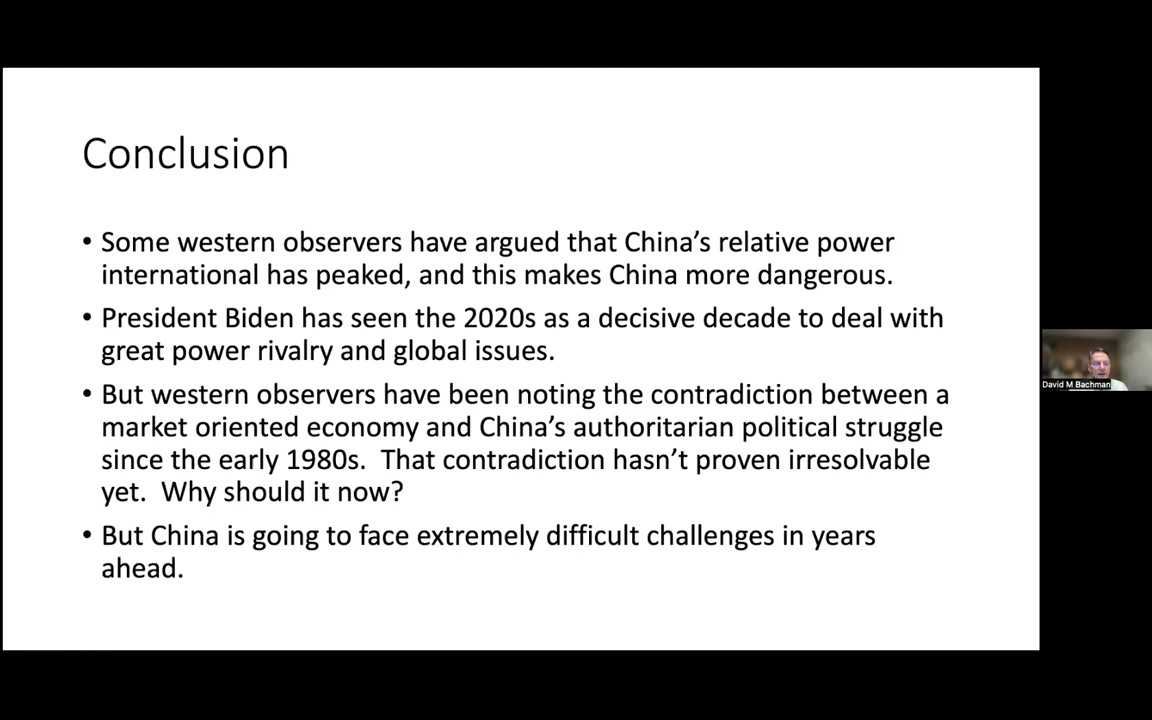 Conclusion
• Some western observers have argued that China's relative power
international has peaked, and this makes China more dangerous.
• President Biden has seen the 2020s as a decisive decade to deal with
great power rivalry and global issues.
• But western observers have been noting the contradiction between a
market oriented economy and China's authoritarian political struggle
since the early 1980s.  That contradiction hasn't proven irresolvable
yet.  Why should it now?
• But China is going to face extremely difficult challenges in years
ahead.
David M Bachman